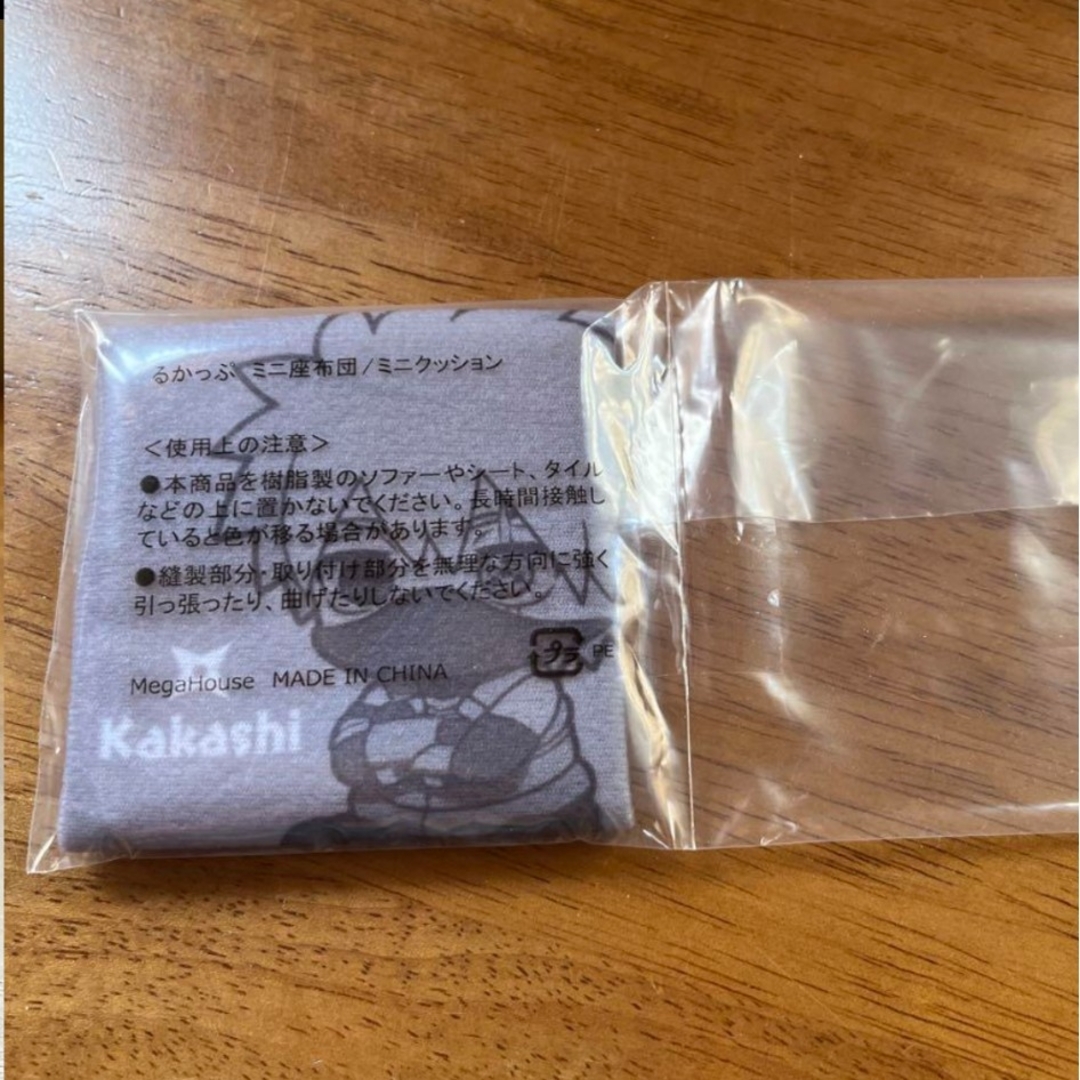 るかっぷ ミニ座布団/ミニクッション
＜使用上の注意＞
●本商品を樹脂製のソファーやシート、タイル
などの上に置かないでください。長時間接触し
ていると色が移る場合があります。
●縫製部分・取り付け部分を無理な方向に強く
引っ張ったり、曲げたりしないでください。
プラ PE
MegaHouse MADE IN CHINA
Kakashi